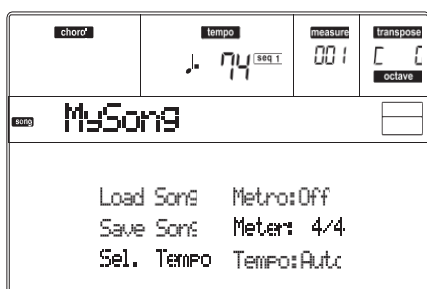 chord tempo measure transpose
♩. 74 seq 1 001 C C
octave
song MySong
Load Song Metro:Off
Save Song Meter: 4/4
Sel. Tempo Tempo:Auto